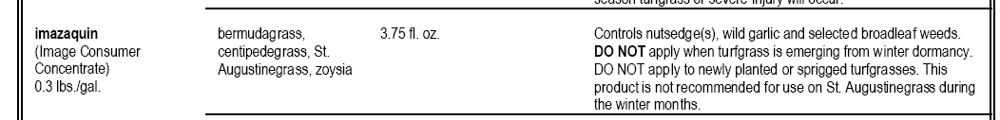 season turfgrass or severe injury will occur.
imazaquin
(Image Consumer
Concentrate)
0.3 lbs./gal.
bermudagrass,
centipedegrass, St.
Augustinegrass, zoysia
3.75 fl. oz.
Controls nutsedge(s), wild garlic and selected broadleaf weeds.
DO NOT apply when turfgrass is emerging from winter dormancy.
DO NOT apply to newly planted or sprigged turfgrasses. This
product is not recommended for use on St. Augustinegrass during
the winter months.